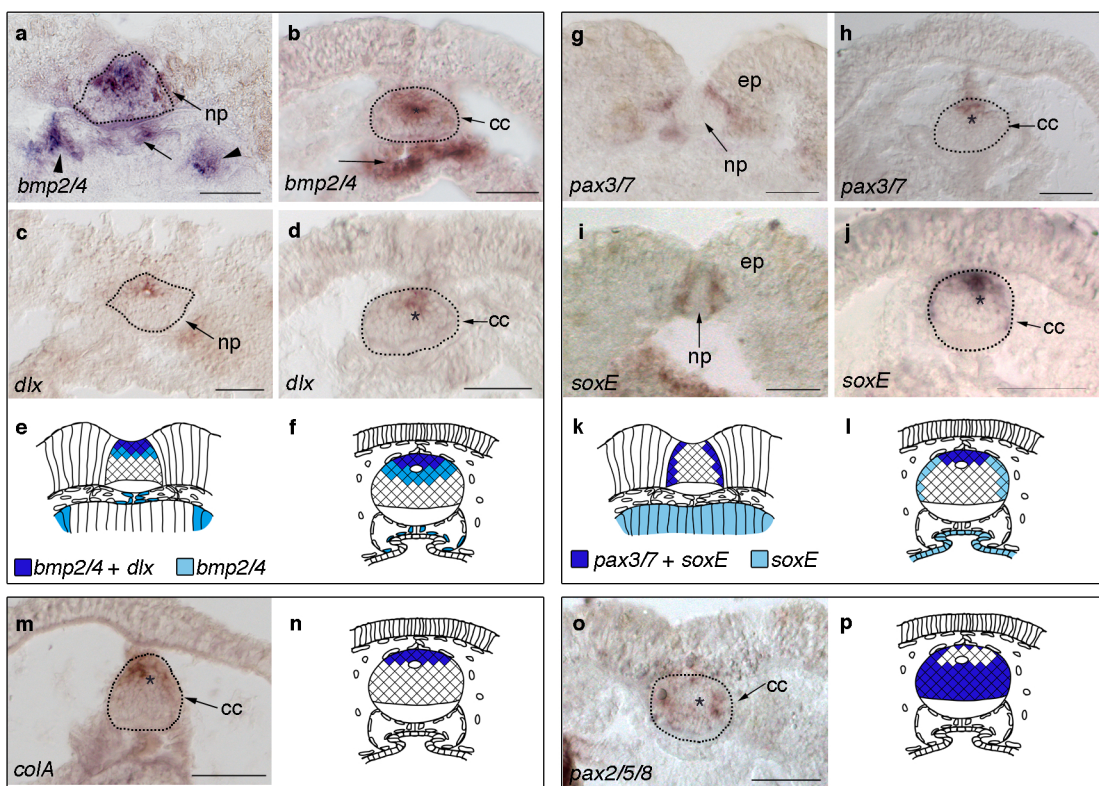 a
np
bmp2/4
b
cc
bmp2/4
c
np
dlx
d
*
cc
dlx
e
f
bmp2/4 + dlx
bmp2/4
g
ep
np
pax3/7
h
*
cc
pax3/7
i
ep
np
soxE
j
*
cc
soxE
k
l
pax3/7 + soxE
soxE
m
*
cc
colA
n
o
*
cc
pax2/5/8
p